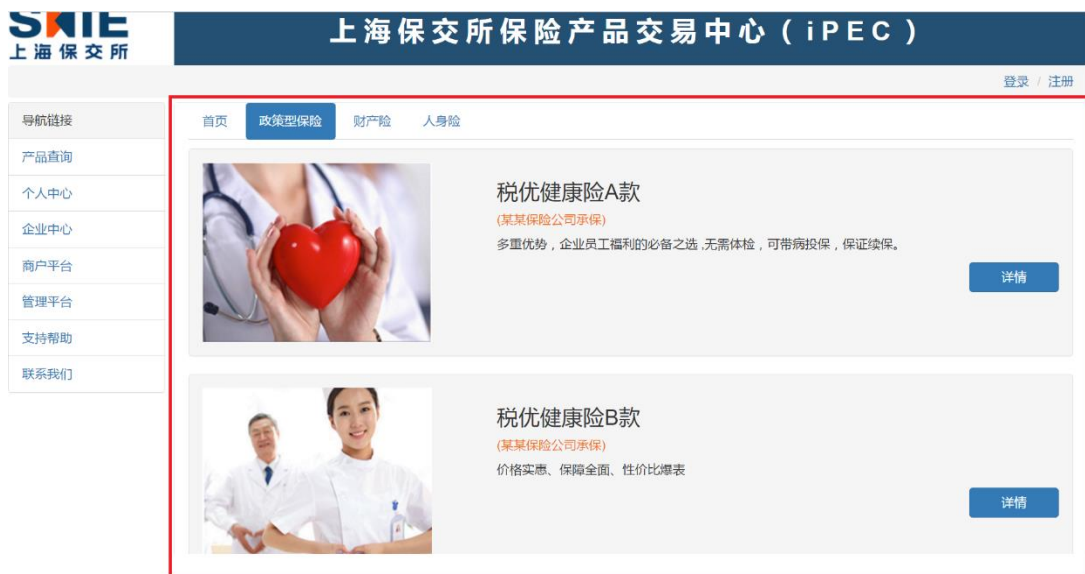 上海保交所
上海保交所保险产品交易中心（iPEC）
登录 / 注册
导航链接
产品查询
个人中心
企业中心
商户平台
管理平台
支持帮助
联系我们
首页 政策型保险 财产险 人身险
税优健康险A款
(某某保险公司承保)
多重优势，企业员工福利的必备之选,无需体检，可带病投保，保证续保。
详情
税优健康险B款
(某某保险公司承保)
价格实惠、保障全面、性价比爆表
详情